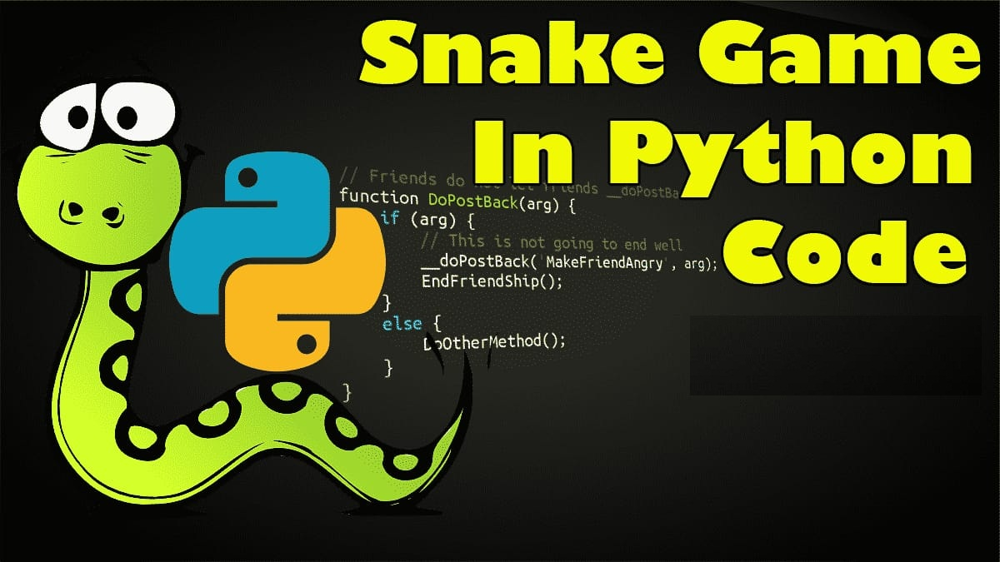 Snake Game
In Python
Code
// Friends do not let friends __doPostBa
function DoPostBack(arg) {
if (arg) {
// This is not going to end well
__doPostBack('MakeFriendAngry', arg);
EndFriendShip();
}
else {
DoOtherMethod();
}
}